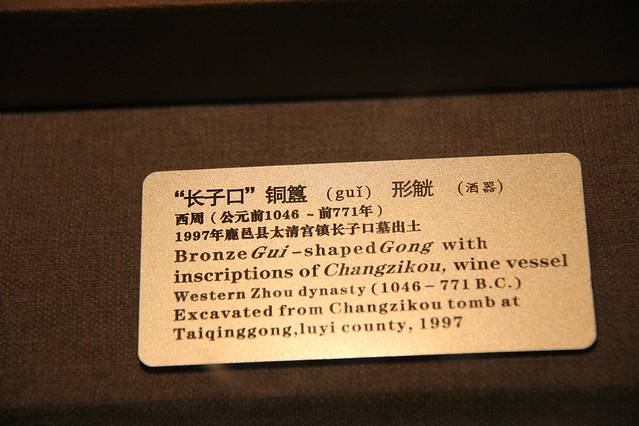 “长子口”铜簋 (guǐ) 形觥 (酒器)
西周（公元前1046 ~ 前771年）
1997年鹿邑县太清宫镇长子口墓出土
Bronze Gui-shaped Gong with
inscriptions of Changzikou, wine vessel
Western Zhou dynasty (1046-771 B.C.)
Excavated from Changzikou tomb at
Taiqinggong,luyi county, 1997